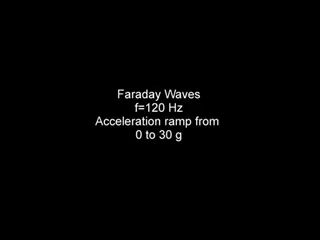 Faraday Waves
f=120 Hz
Acceleration ramp from
0 to 30 g